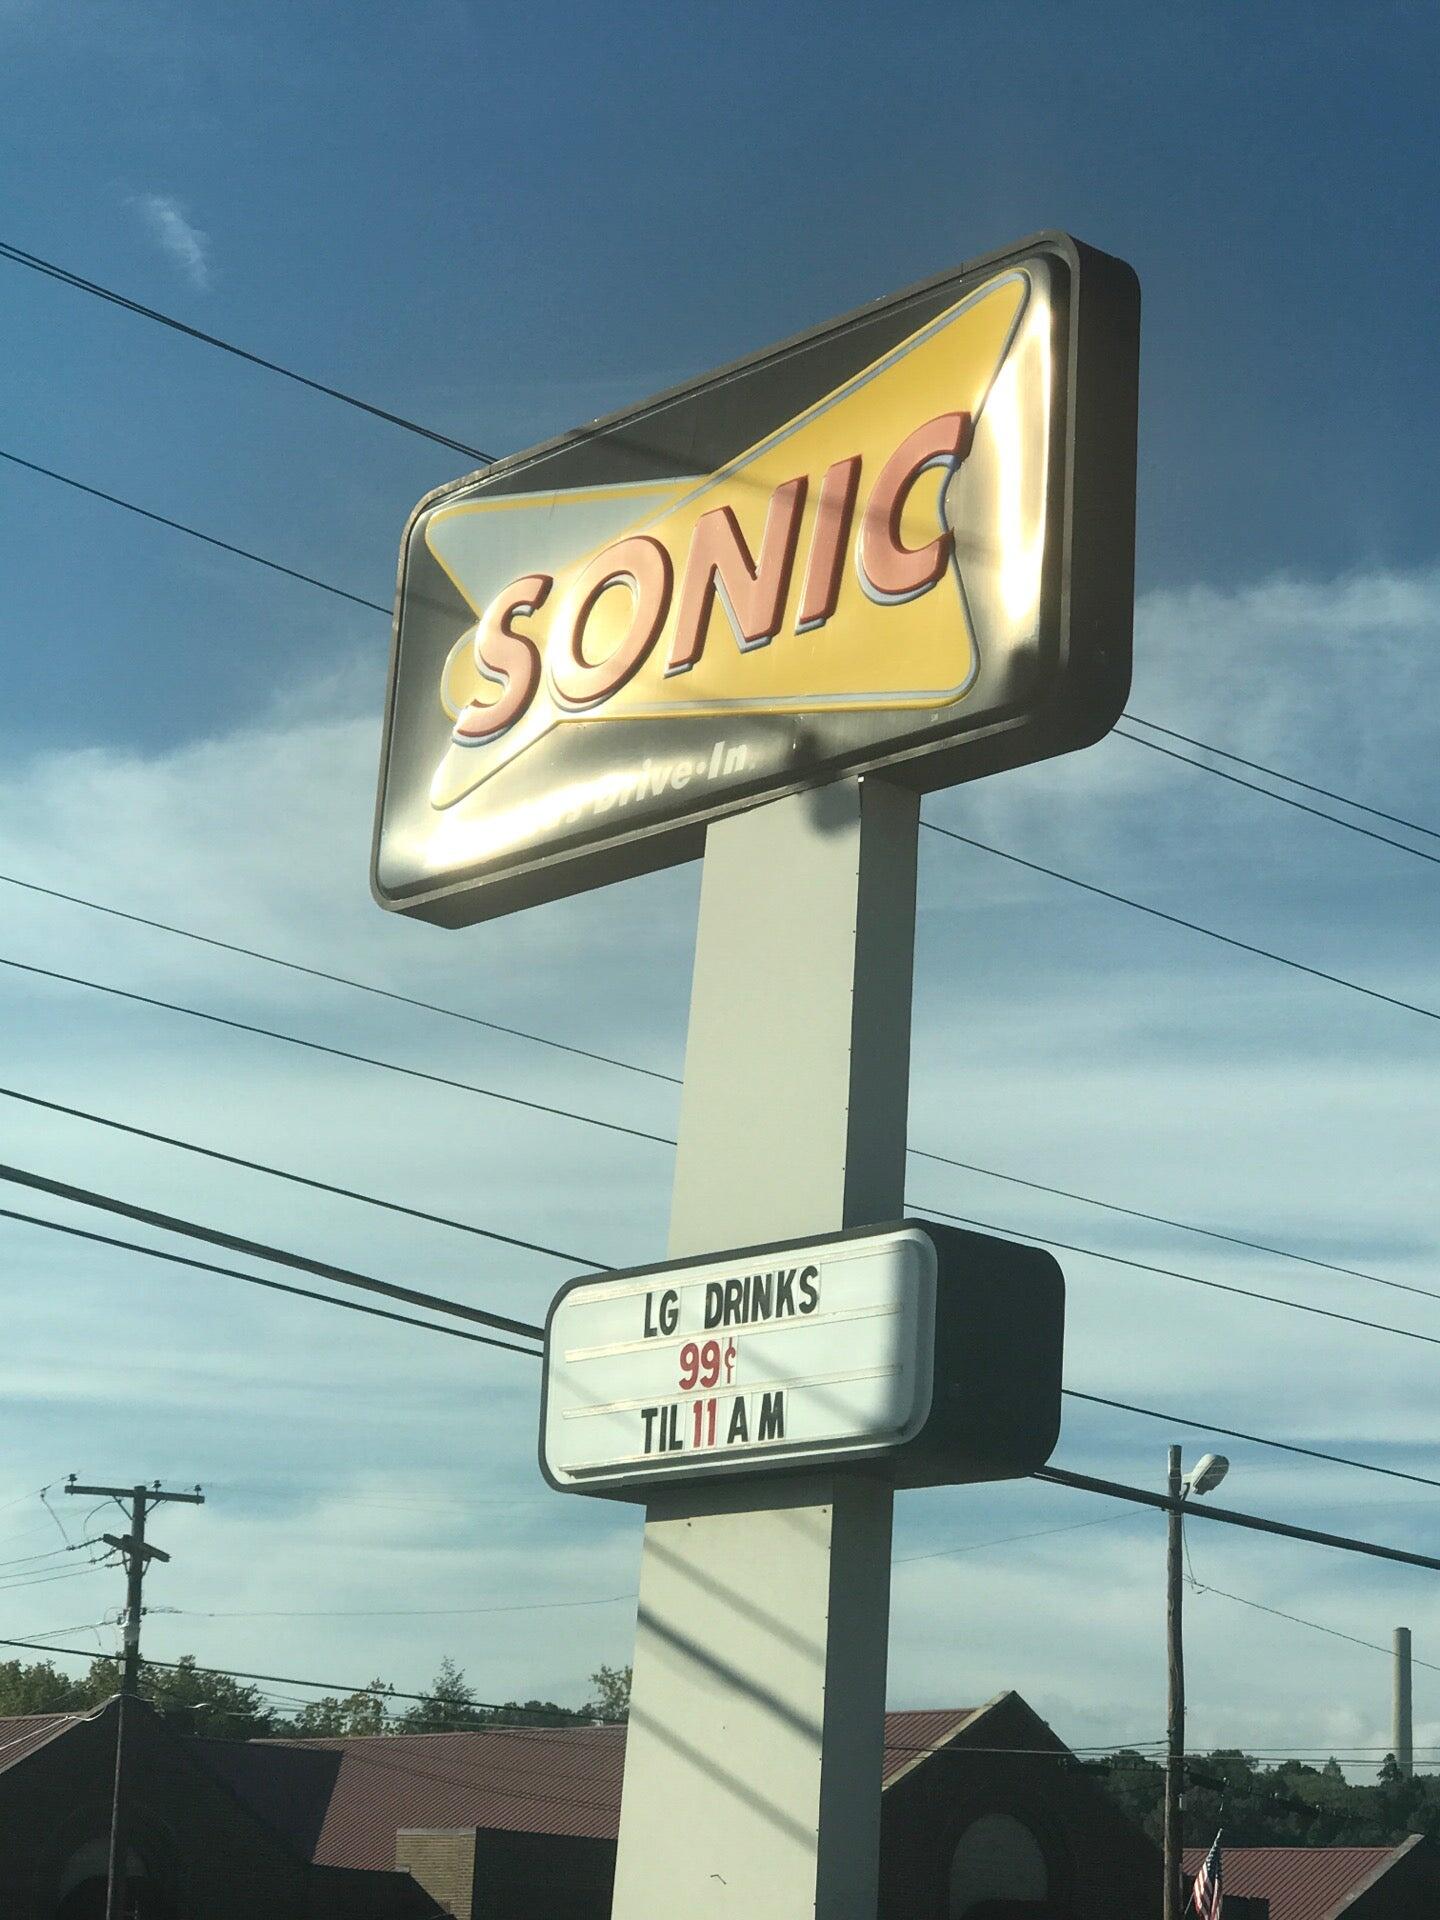 SONIC
Drive-In
LG DRINKS
99¢
TIL 11 AM